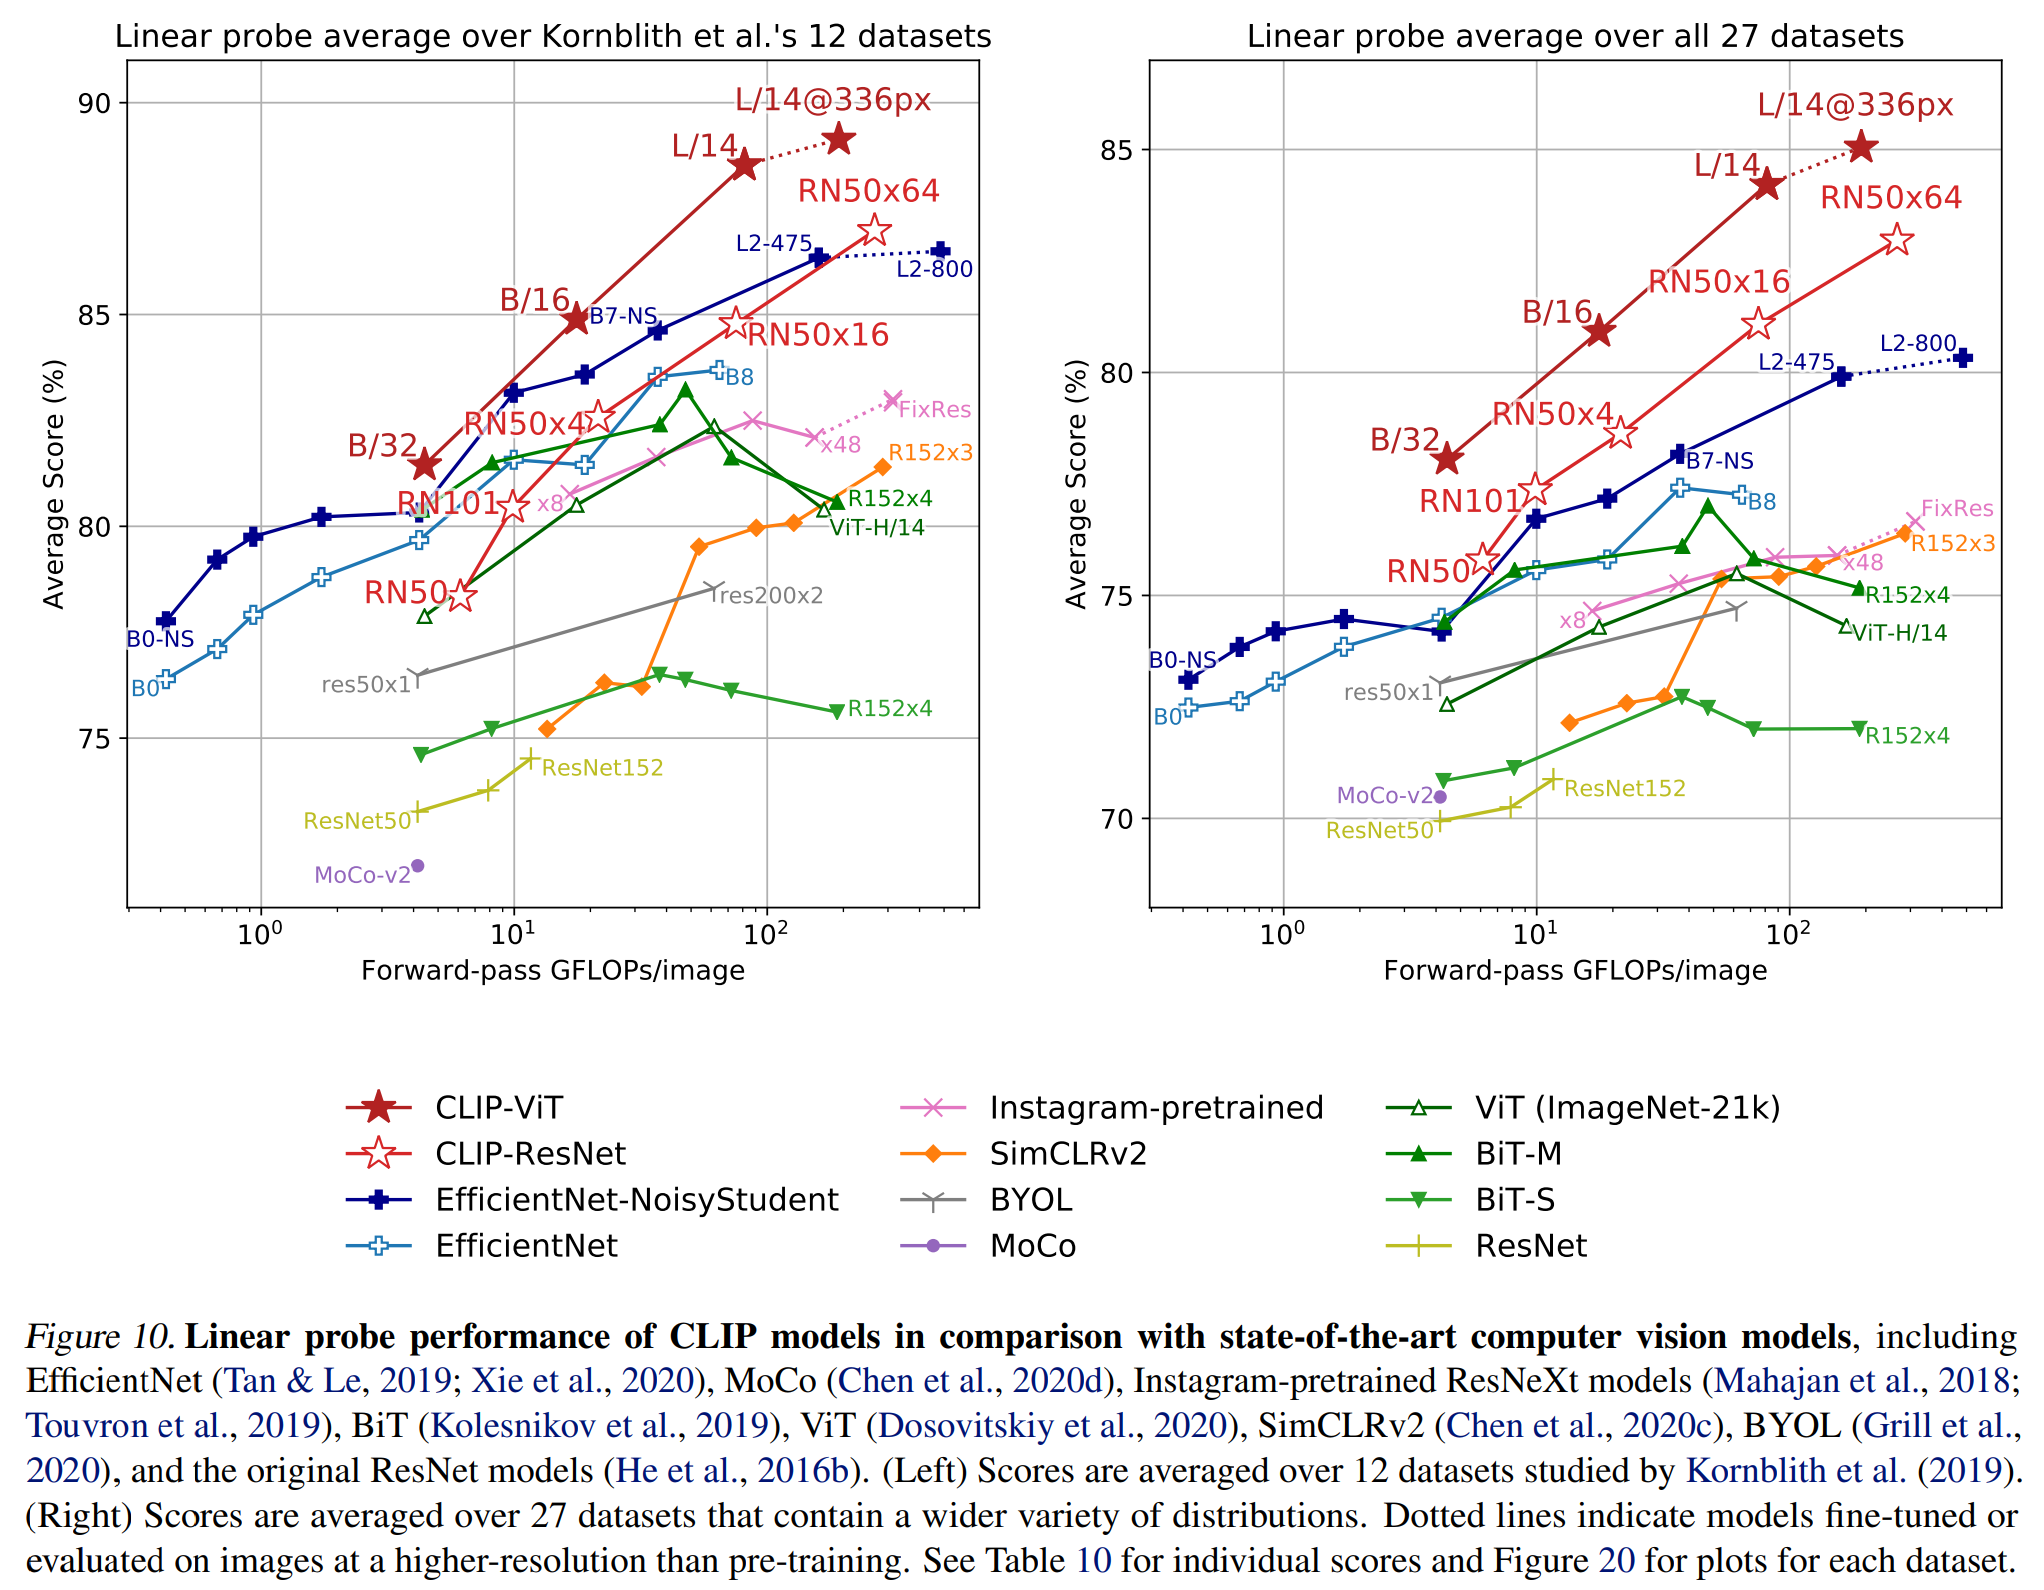 Linear probe average over Kornblith et al.'s 12 datasets
90
85
80
75
Average Score (%)
L/14@336px
L/14
RN50x64
L2-475
L2-800
B/16
B7-NS
RN50x16
B8
RN50x4
FixRes
B/32
x48
R152x3
RN101
x8
R152x4
ViT-H/14
RN50
res200x2
B0-NS
B0
res50x1
R152x4
ResNet152
ResNet50
MoCo-v2
10⁰
10¹
10²
Forward-pass GFLOPs/image
Linear probe average over all 27 datasets
85
80
75
70
Average Score (%)
L/14@336px
L/14
RN50x64
RN50x16
B/16
L2-800
L2-475
RN50x4
B/32
B7-NS
RN101
B8
FixRes
R152x3
x48
RN50
R152x4
x8
ViT-H/14
B0-NS
res50x1
B0
R152x4
MoCo-v2
ResNet152
ResNet50
10⁰
10¹
10²
Forward-pass GFLOPs/image
CLIP-ViT
CLIP-ResNet
EfficientNet-NoisyStudent
EfficientNet
Instagram-pretrained
SimCLRv2
BYOL
MoCo
ViT (ImageNet-21k)
BiT-M
BiT-S
ResNet
Figure 10. Linear probe performance of CLIP models in comparison with state-of-the-art computer vision models, including
EfficientNet (Tan & Le, 2019; Xie et al., 2020), MoCo (Chen et al., 2020d), Instagram-pretrained ResNeXt models (Mahajan et al., 2018;
Touvron et al., 2019), BiT (Kolesnikov et al., 2019), ViT (Dosovitskiy et al., 2020), SimCLRv2 (Chen et al., 2020c), BYOL (Grill et al.,
2020), and the original ResNet models (He et al., 2016b). (Left) Scores are averaged over 12 datasets studied by Kornblith et al. (2019).
(Right) Scores are averaged over 27 datasets that contain a wider variety of distributions. Dotted lines indicate models fine-tuned or
evaluated on images at a higher-resolution than pre-training. See Table 10 for individual scores and Figure 20 for plots for each dataset.